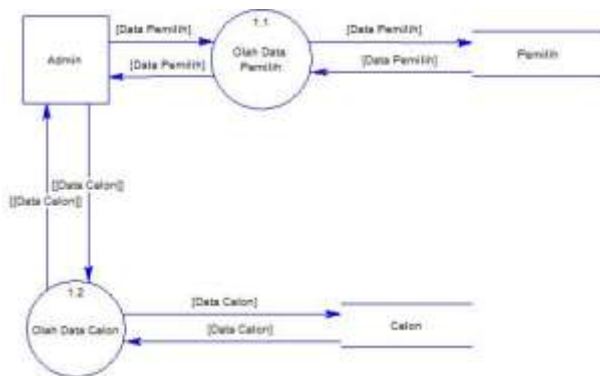 1.1
[Data Pemilih]
[Data Pemilih]
Admin
Olah Data
Pemilih
Pemilih
[Data Pemilih]
[Data Pemilih]
[[Data Calon]]
[[Data Calon]]
1.2
Olah Data Calon
[Data Calon]
Calon
[Data Calon]